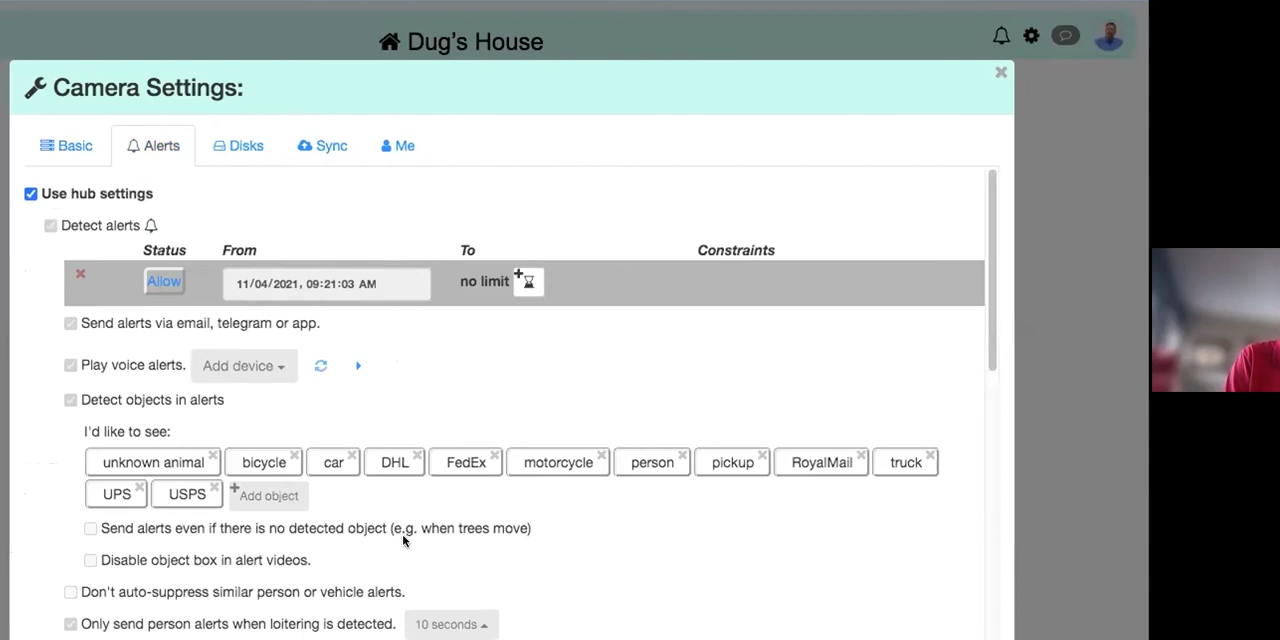 Dug's House
Camera Settings:
Basic Alerts Disks Sync Me
Use hub settings
Detect alerts
Status From To Constraints
Allow 11/04/2021, 09:21:03 AM no limit
Send alerts via email, telegram or app.
Play voice alerts. Add device
Detect objects in alerts
I'd like to see:
unknown animal bicycle car DHL FedEx motorcycle person pickup RoyalMail truck
UPS USPS Add object
Send alerts even if there is no detected object (e.g. when trees move)
Disable object box in alert videos.
Don't auto-suppress similar person or vehicle alerts.
Only send person alerts when loitering is detected. 10 seconds